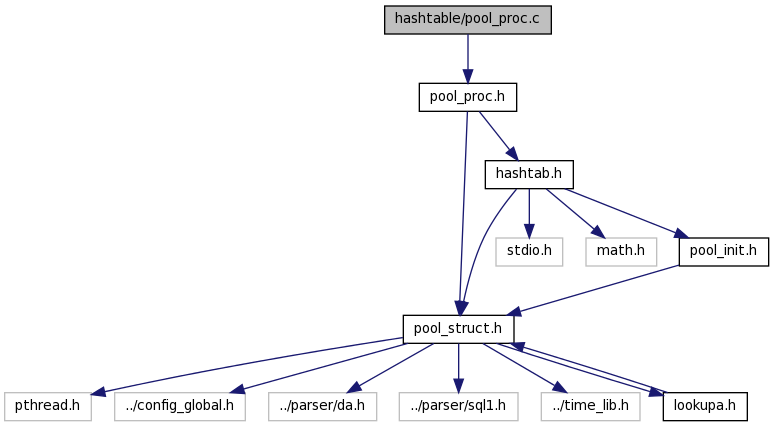 hashtable/pool_proc.c
pool_proc.h
hashtab.h
stdio.h
math.h
pool_init.h
pool_struct.h
pthread.h
../config_global.h
../parser/da.h
../parser/sql1.h
../time_lib.h
lookupa.h